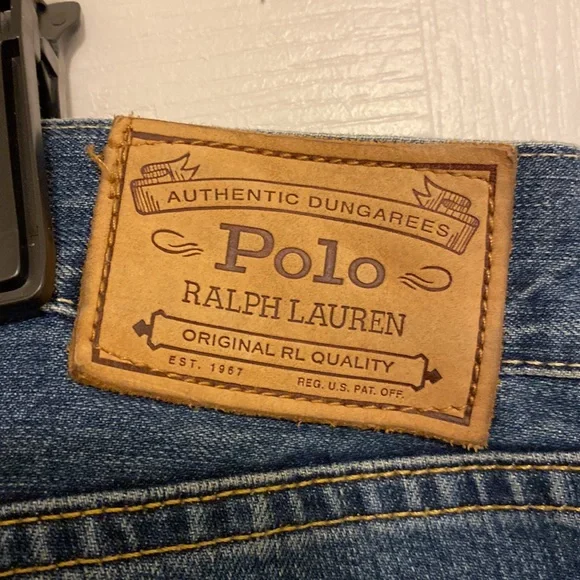 AUTHENTIC DUNGAREES
Polo
RALPH LAUREN
ORIGINAL RL QUALITY
EST. 1967 REG. U.S. PAT. OFF.